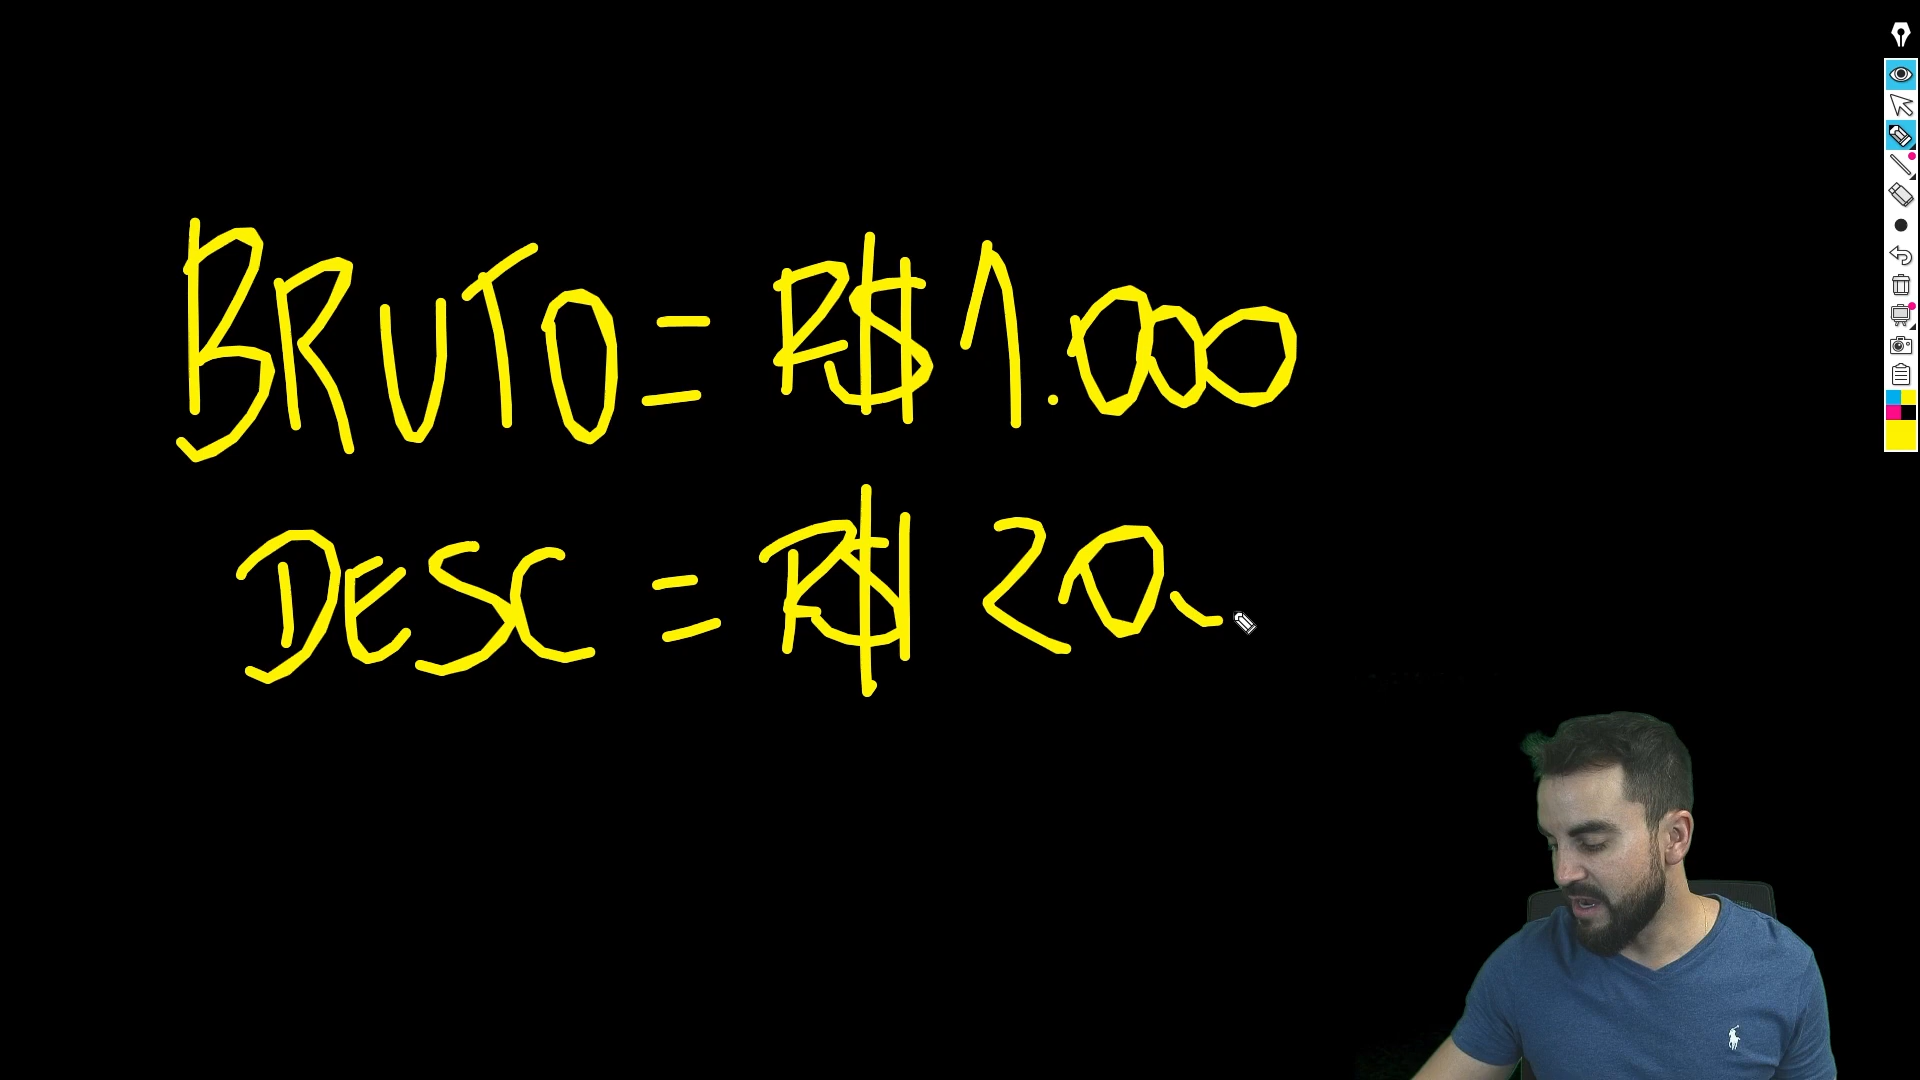 BRUTO = R$ 1.000
DESC = R$ 20